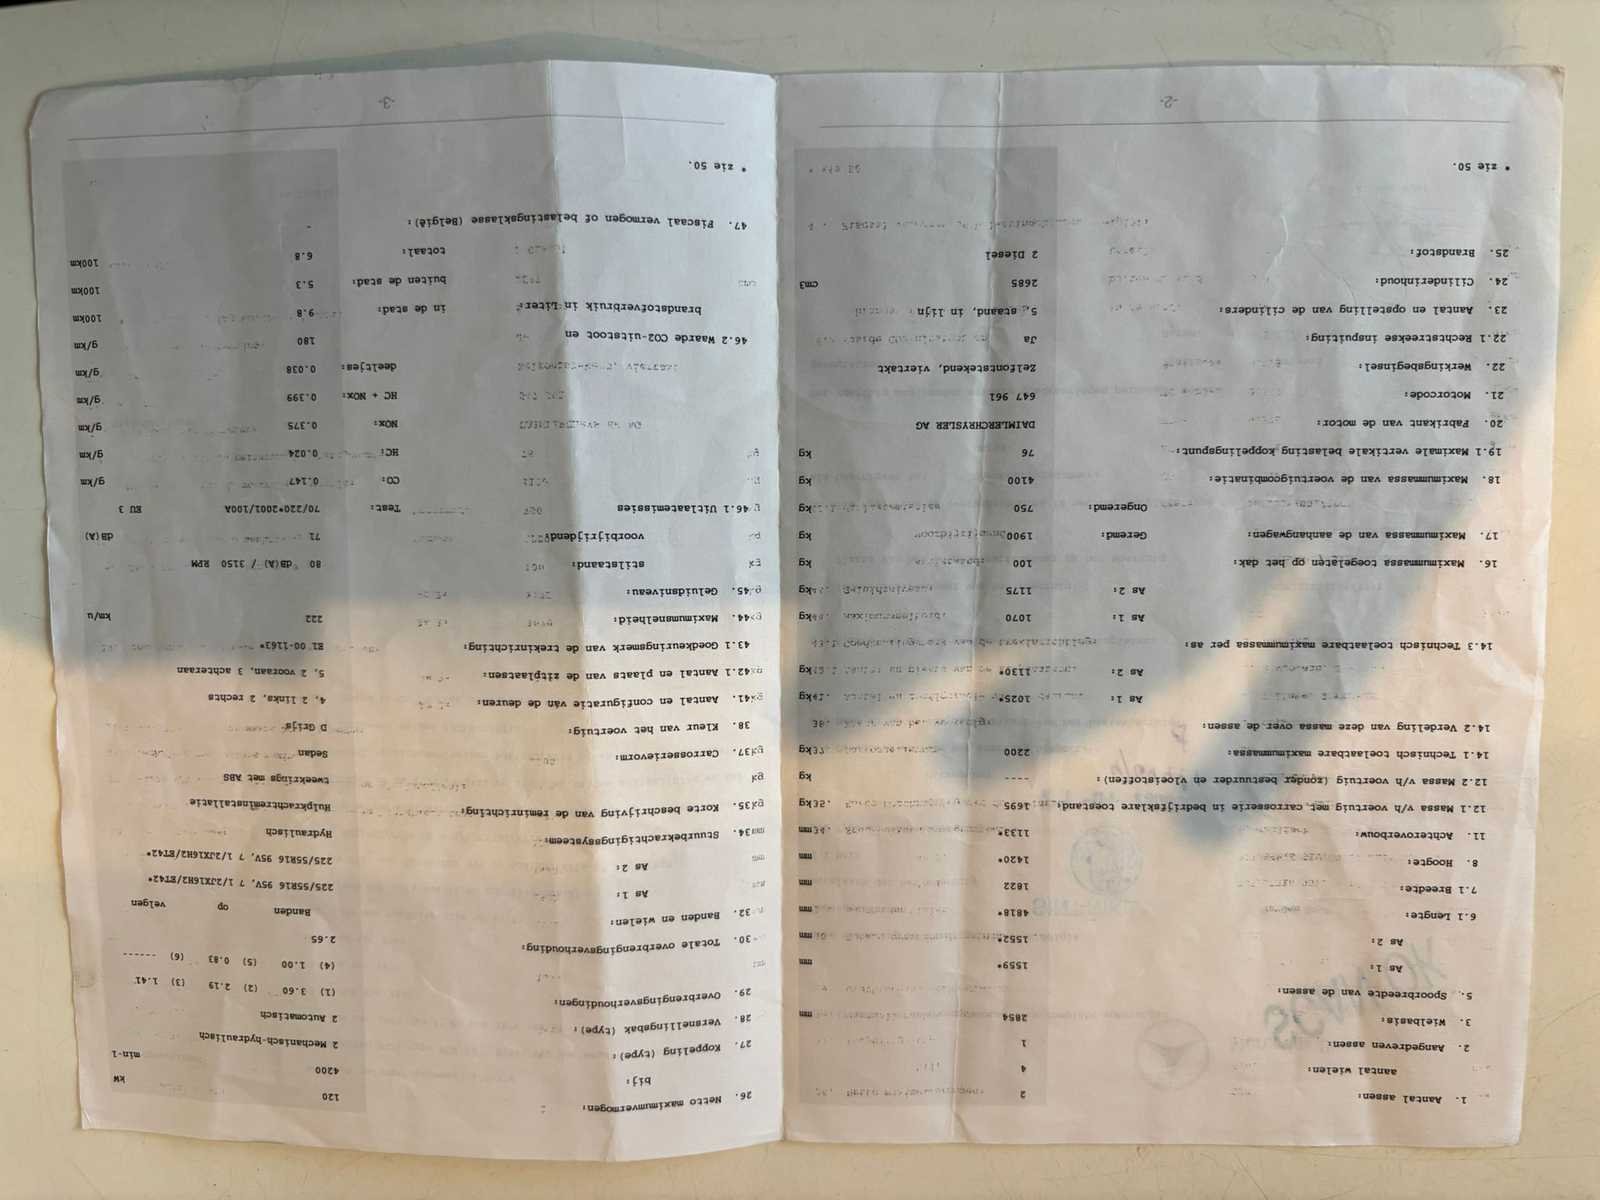 1. Aantal assen: 2
aantal wielen: 4
2. Aangedreven assen: 1
3. Wielbasis: 2854 mm
5. Spoorbreedte van de assen:
As 1: 1559* mm
As 2: 1552* mm
6.1 Lengte: 4818* mm
7.1 Breedte: 1822 mm
8. Hoogte: 1420* mm
11. Achteroverbouw: 1133* mm
12.1 Massa v/h voertuig met carrosserie in bedrijfsklare toestand: 1695 kg
12.2 Massa v/h voertuig (zonder bestuurder en vloeistoffen): ---- kg
14.1 Technisch toelaatbare maximummassa: 2200 kg
14.2 Verdeling van deze massa over de assen:
As 1: 1025* kg
As 2: 1130* kg
14.3 Technisch toelaatbare maximummassa per as:
As 1: 1070 kg
As 2: 1175 kg
16. Maximummassa toegelaten op het dak: 100 kg
17. Maximummassa van de aanhangwagen: Geremd: 1900 kg
Ongeremd: 750 kg
18. Maximummassa van de voertuigcombinatie: 4100 kg
19.1 Maximale vertikale belasting koppelingspunt: 76 kg
20. Fabrikant van de motor: DAIMLERCHRYSLER AG
21. Motorcode: 647 961
22. Werkingsbeginsel: Zelfontstekend, viertakt
22.1 Rechtstreekse inspuiting: Ja
23. Aantal en opstelling van de cilinders: 5, staand, in lijn
24. Cilinderinhoud: 2685 cm3
25. Brandstof: 2 Diesel
* zie 50.
-2-
26. Netto maximumvermogen: 120 kW
bij: 4200 min-1
27. Koppeling (type): 2 Mechanisch-hydraulisch
28. Versnellingsbak (type): 2 Automatisch
29. Overbrengingsverhoudingen:
(1) 3.60 (2) 2.19 (3) 1.41
(4) 1.00 (5) 0.83 (6) ------
30. Totale overbrengingsverhouding: 2.65
32. Banden en wielen: Banden op velgen
As 1: 225/55R16 95V, 7 1/2JX16H2/ET42*
As 2: 225/55R16 95V, 7 1/2JX16H2/ET42*
34. Stuurbekrachtigingssysteem: Hydraulisch
35. Korte beschrijving van de reminrichting: Hulpkrachtreminstallatie
tweekrings met ABS
37. Carrosserievorm: Sedan
38. Kleur van het voertuig: D Grijs
41. Aantal en configuratie van de deuren: 4, 2 links, 2 rechts
42.1 Aantal en plaats van de zitplaatsen: 5, 2 vooraan, 3 achteraan
43.1 Goedkeuringsmerk van de trekinrichting: E1 00-1163*
44. Maximumsnelheid: 222 km/u
45. Geluidsniveau:
stilstaand: 80 dB(A) / 3150 RPM
voorbijrijdend: 71 dB(A)
46.1 Uitlaatemissies Test: 70/220*2001/100A EU 3
CO: 0.147 g/km
HC: 0.024 g/km
NOx: 0.375 g/km
HC + NOx: 0.399 g/km
deeltjes: 0.038 g/km
46.2 Waarde CO2-uitstoot en 180 g/km
brandstofverbruik in Liter: in de stad: 9.8 100km
buiten de stad: 5.3 100km
totaal: 6.8 100km
47. Fiscaal vermogen of belastingsklasse (België): -
* zie 50.
-3-